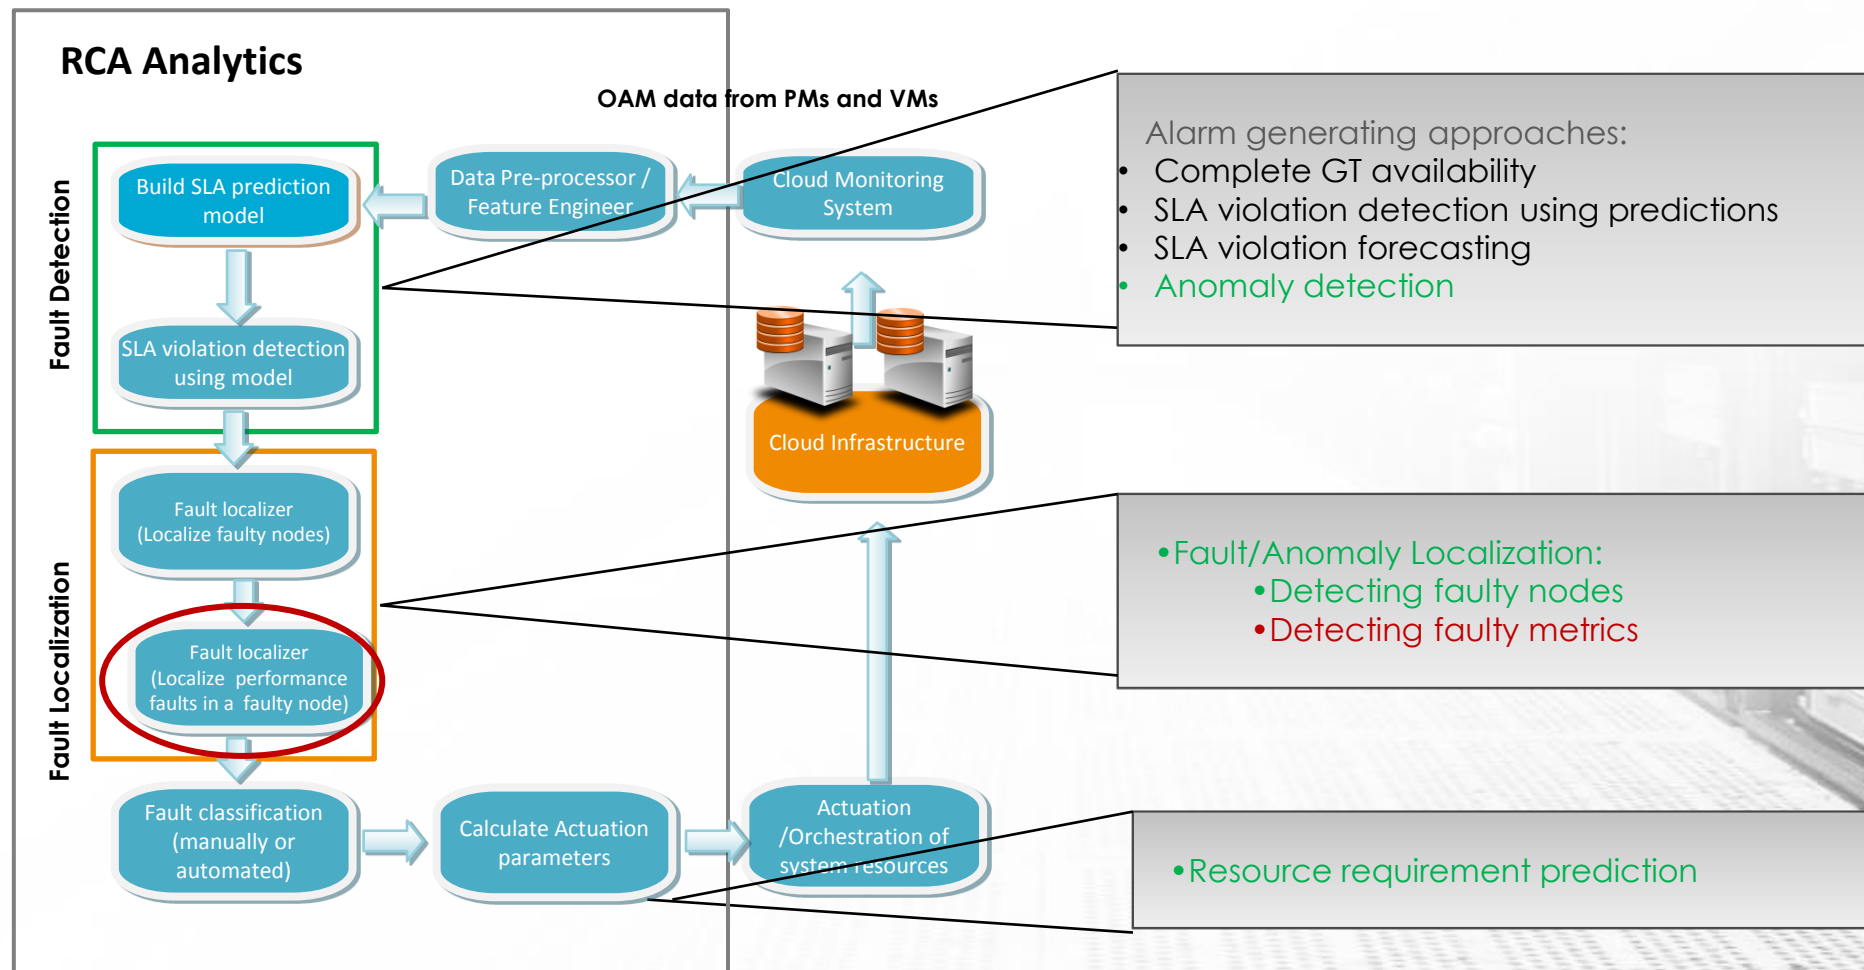 RCA Analytics
OAM data from PMs and VMs
Fault Detection
Build SLA prediction
model
Data Pre-processor /
Feature Engineer
Cloud Monitoring
System
SLA violation detection
using model
Cloud Infrastructure
Fault Localization
Fault localizer
(Localize faulty nodes)
Fault localizer
(Localize performance
faults in a faulty node)
Fault classification
(manually or
automated)
Calculate Actuation
parameters
Actuation
/Orchestration of
system resources
Alarm generating approaches:
• Complete GT availability
• SLA violation detection using predictions
• SLA violation forecasting
• Anomaly detection
•Fault/Anomaly Localization:
•Detecting faulty nodes
•Detecting faulty metrics
•Resource requirement prediction